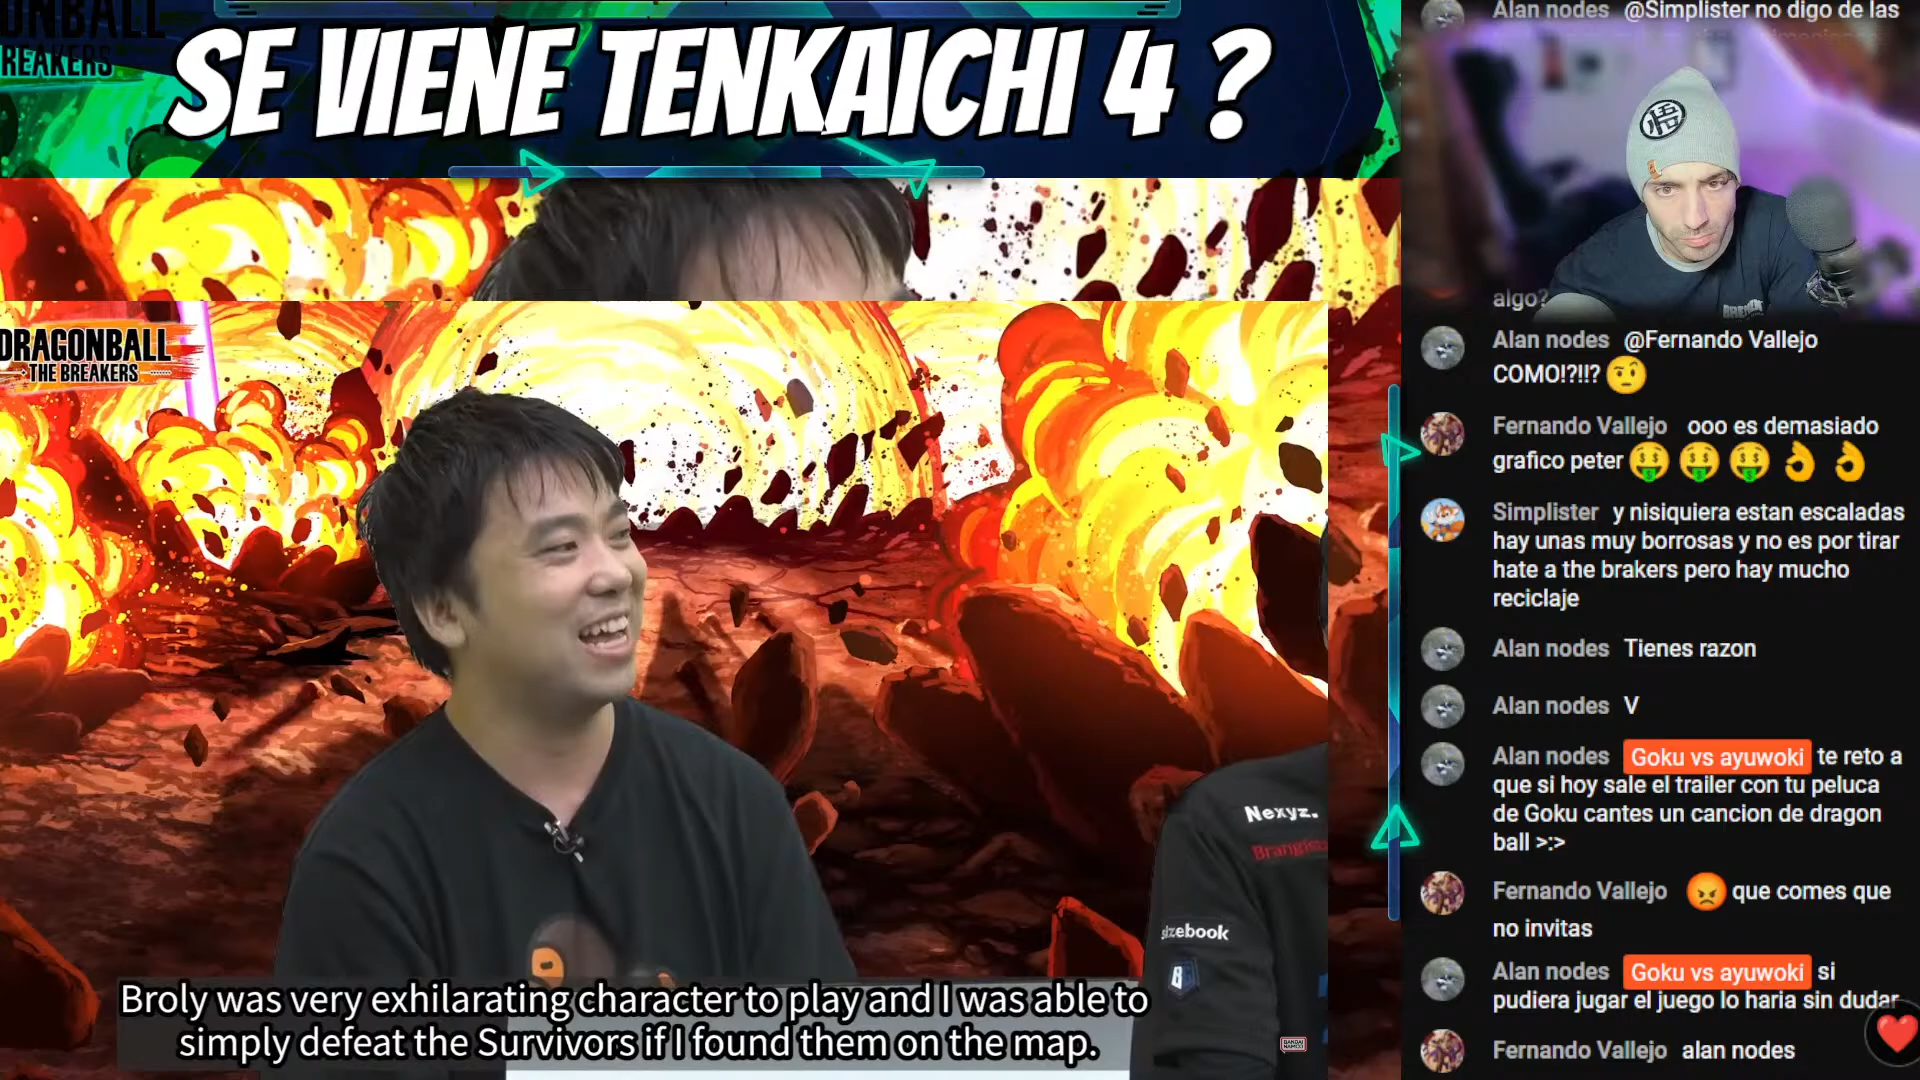 ONBALL
REAKERS
SE VIENE TENKAICHI 4 ?
DRAGONBALL
THE BREAKERS
Nexyz.
zebook
B
Broly was very exhilarating character to play and I was able to
simply defeat the Survivors if I found them on the map.
BANDAI
NAMCO
Alan nodes @Simplister no digo de las
悟
algo?
Alan nodes @Fernando Vallejo
COMO!?!!? 🤨
Fernando Vallejo ooo es demasiado
grafico peter 🤑 🤑 🤑 👌 👌
Simplister y nisiquiera estan escaladas
hay unas muy borrosas y no es por tirar
hate a the brakers pero hay mucho
reciclaje
Alan nodes Tienes razon
Alan nodes V
Alan nodes Goku vs ayuwoki te reto a
que si hoy sale el trailer con tu peluca
de Goku cantes un cancion de dragon
ball >:>
Fernando Vallejo 😡 que comes que
no invitas
Alan nodes Goku vs ayuwoki si
pudiera jugar el juego lo haria sin dudar
Fernando Vallejo alan nodes